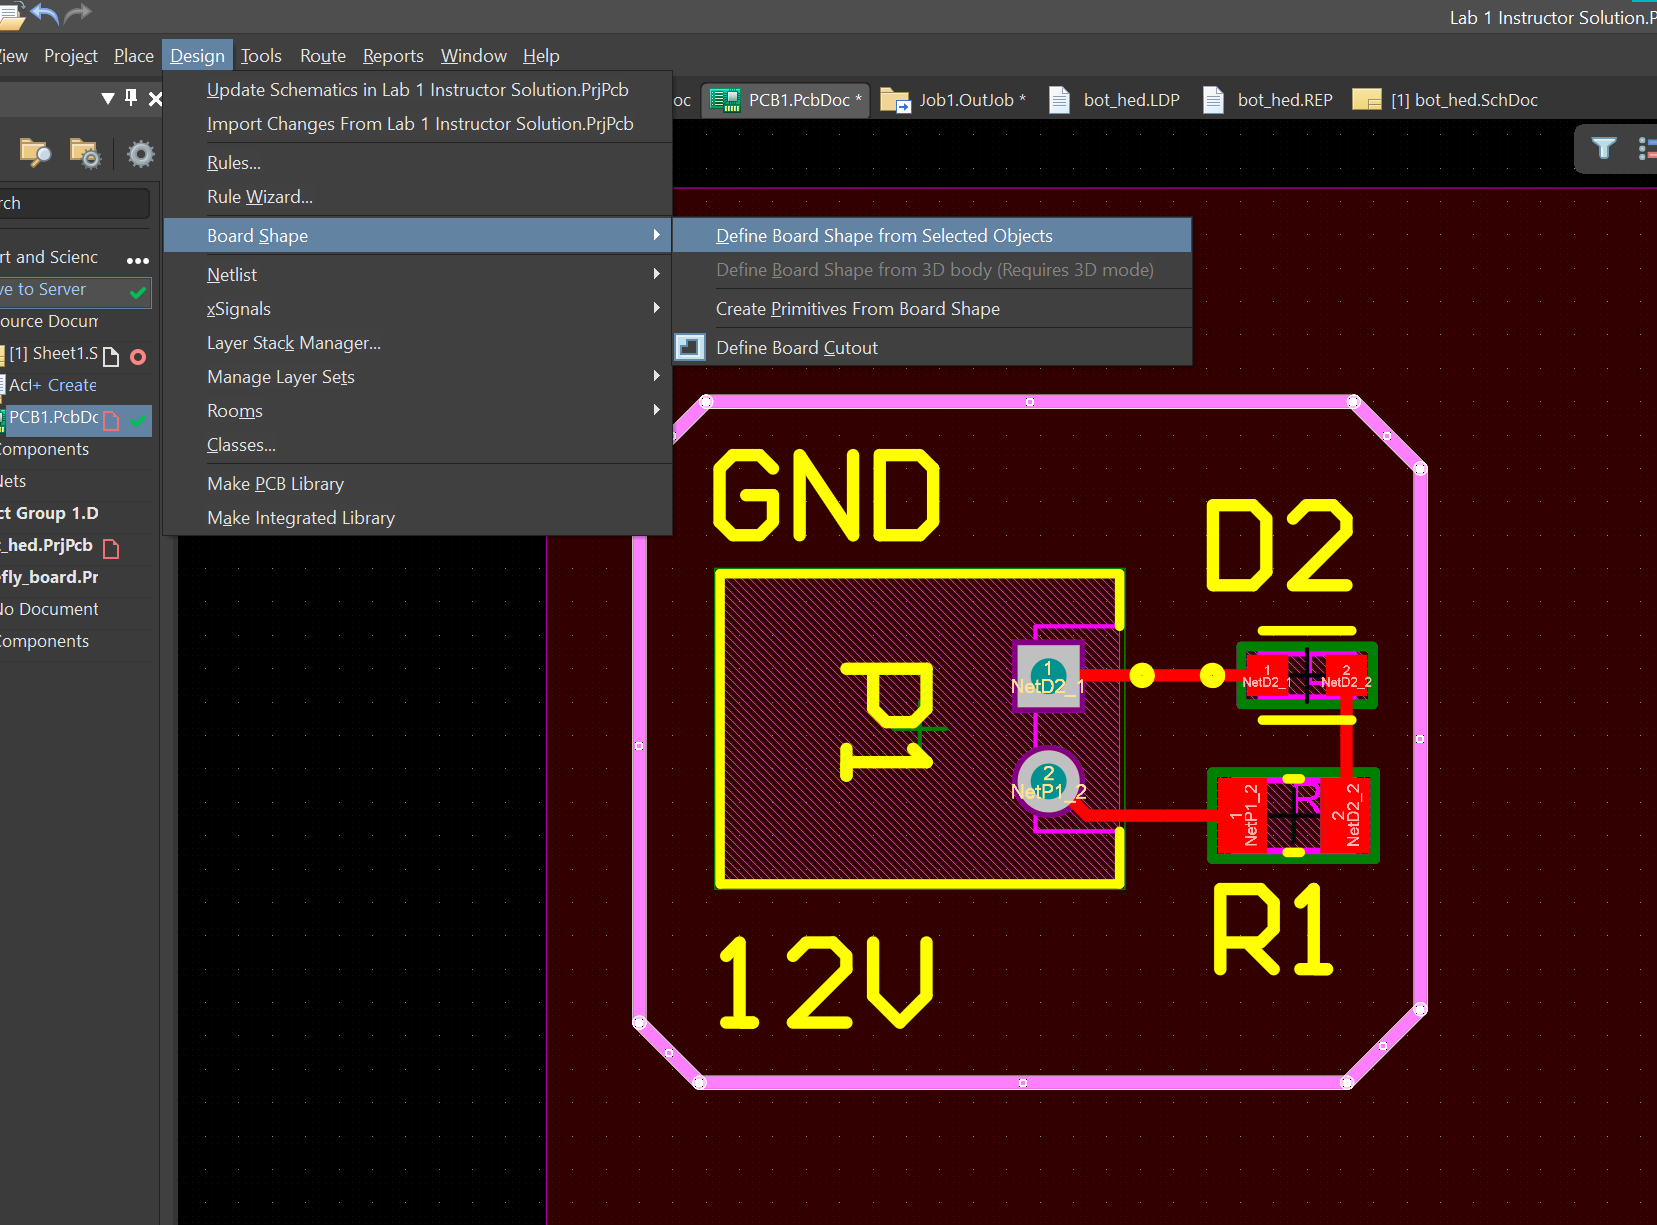 Lab 1 Instructor Solution.P
iew Project Place Design Tools Route Reports Window Help
Update Schematics in Lab 1 Instructor Solution.PrjPcb
Import Changes From Lab 1 Instructor Solution.PrjPcb
Rules...
Rule Wizard...
Board Shape
Netlist
xSignals
Layer Stack Manager...
Manage Layer Sets
Rooms
Classes...
Make PCB Library
Make Integrated Library
Define Board Shape from Selected Objects
Define Board Shape from 3D body (Requires 3D mode)
Create Primitives From Board Shape
Define Board Cutout
oc PCB1.PcbDoc * Job1.OutJob * bot_hed.LDP bot_hed.REP [1] bot_hed.SchDoc
rch
rt and Scienc
ve to Server
ource Docum
[1] Sheet1.S
Act+ Create
PCB1.PcbDc
omponents
lets
ct Group 1.D
_hed.PrjPcb
fly_board.Pr
No Document
omponents
GND
D2
P1
1
NetD2_1
2
NetP1_2
1
NetD2_1
2
NetD2_2
1
NetP1_2
R
2
NetD2_2
R1
12V